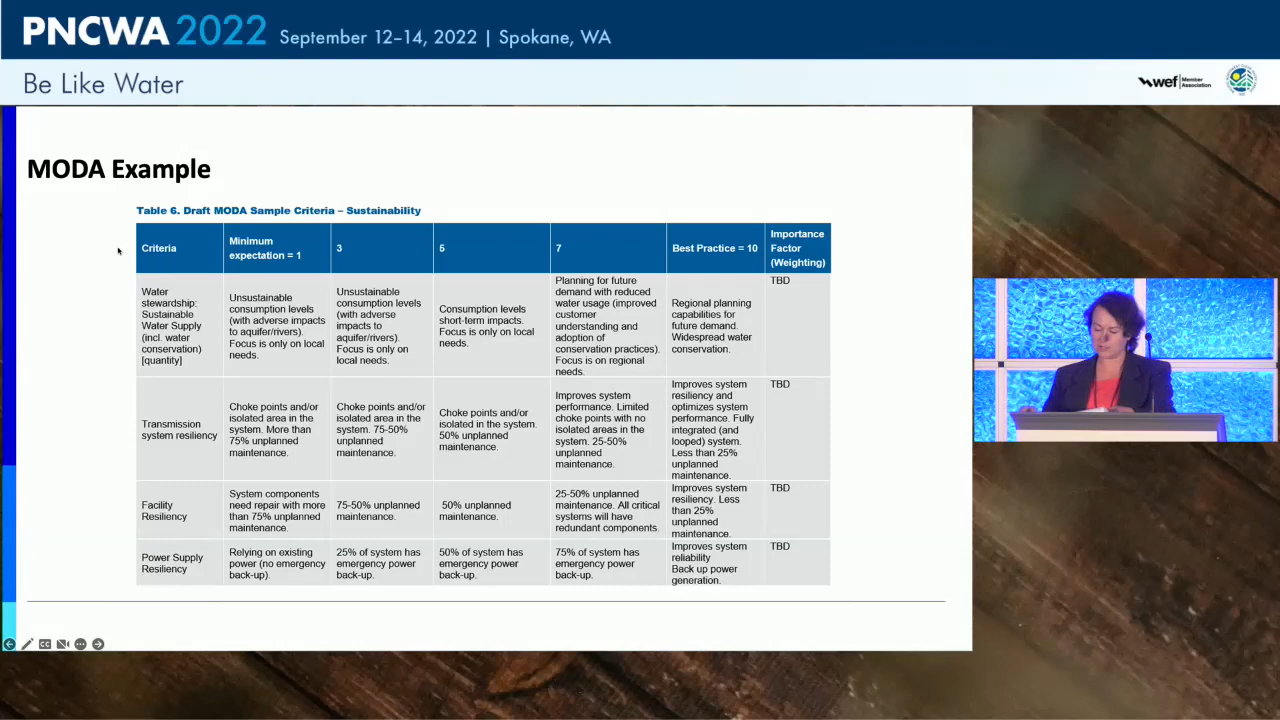 PNCWA 2022 September 12–14, 2022 | Spokane, WA
Be Like Water
wef Member Association
MODA Example
Table 6. Draft MODA Sample Criteria – Sustainability
Criteria
Minimum
expectation = 1
3
5
7
Best Practice = 10
Importance
Factor
(Weighting)
Water
stewardship:
Sustainable
Water Supply
(incl. water
conservation)
[quantity]
Unsustainable
consumption levels
(with adverse impacts
to aquifer/rivers).
Focus is only on local
needs.
Unsustainable
consumption levels
(with adverse
impacts to
aquifer/rivers).
Focus is only on
local needs.
Consumption levels
short-term impacts.
Focus is only on local
needs.
Planning for future
demand with reduced
water usage (improved
customer
understanding and
adoption of
conservation practices).
Focus is on regional
needs.
Regional planning
capabilities for
future demand.
Widespread water
conservation.
TBD
Transmission
system resiliency
Choke points and/or
isolated area in the
system. More than
75% unplanned
maintenance.
Choke points and/or
isolated area in the
system. 75-50%
unplanned
maintenance.
Choke points and/or
isolated in the system.
50% unplanned
maintenance.
Improves system
performance. Limited
choke points with no
isolated areas in the
system. 25-50%
unplanned
maintenance.
Improves system
resiliency and
optimizes system
performance. Fully
integrated (and
looped) system.
Less than 25%
unplanned
maintenance.
TBD
Facility
Resiliency
System components
need repair with more
than 75% unplanned
maintenance.
75-50% unplanned
maintenance.
50% unplanned
maintenance.
25-50% unplanned
maintenance. All critical
systems will have
redundant components.
Improves system
resiliency. Less
than 25%
unplanned
maintenance.
TBD
Power Supply
Resiliency
Relying on existing
power (no emergency
back-up).
25% of system has
emergency power
back-up.
50% of system has
emergency power
back-up.
75% of system has
emergency power
back-up.
Improves system
reliability
Back up power
generation.
TBD